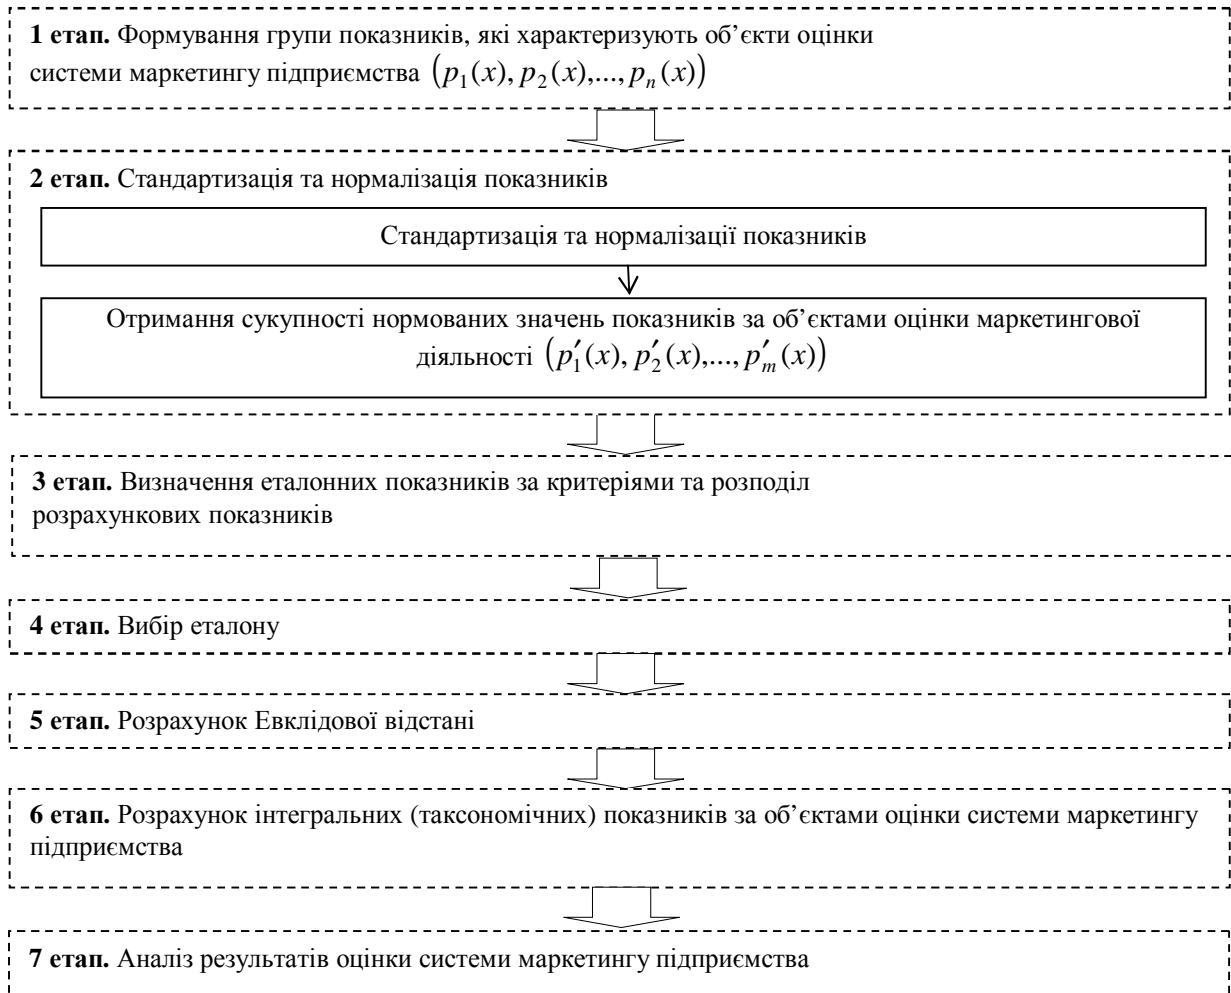 1 етап. Формування групи показників, які характеризують об’єкти оцінки
системи маркетингу підприємства (p₁(x), p₂(x),..., pₙ(x))
2 етап. Стандартизація та нормалізація показників
Стандартизація та нормалізації показників
Отримання сукупності нормованих значень показників за об’єктами оцінки маркетингової
діяльності (p₁′(x), p₂′(x),..., pₘ′(x))
3 етап. Визначення еталонних показників за критеріями та розподіл
розрахункових показників
4 етап. Вибір еталону
5 етап. Розрахунок Евклідової відстані
6 етап. Розрахунок інтегральних (таксономічних) показників за об’єктами оцінки системи маркетингу
підприємства
7 етап. Аналіз результатів оцінки системи маркетингу підприємства